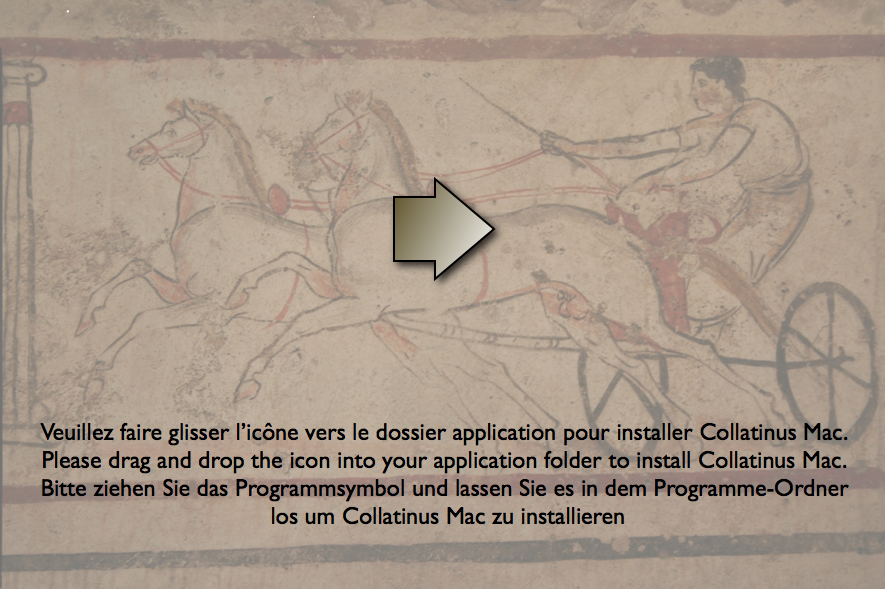 Veuillez faire glisser l'icône vers le dossier application pour installer Collatinus Mac.
Please drag and drop the icon into your application folder to install Collatinus Mac.
Bitte ziehen Sie das Programmsymbol und lassen Sie es in dem Programme-Ordner
los um Collatinus Mac zu installieren